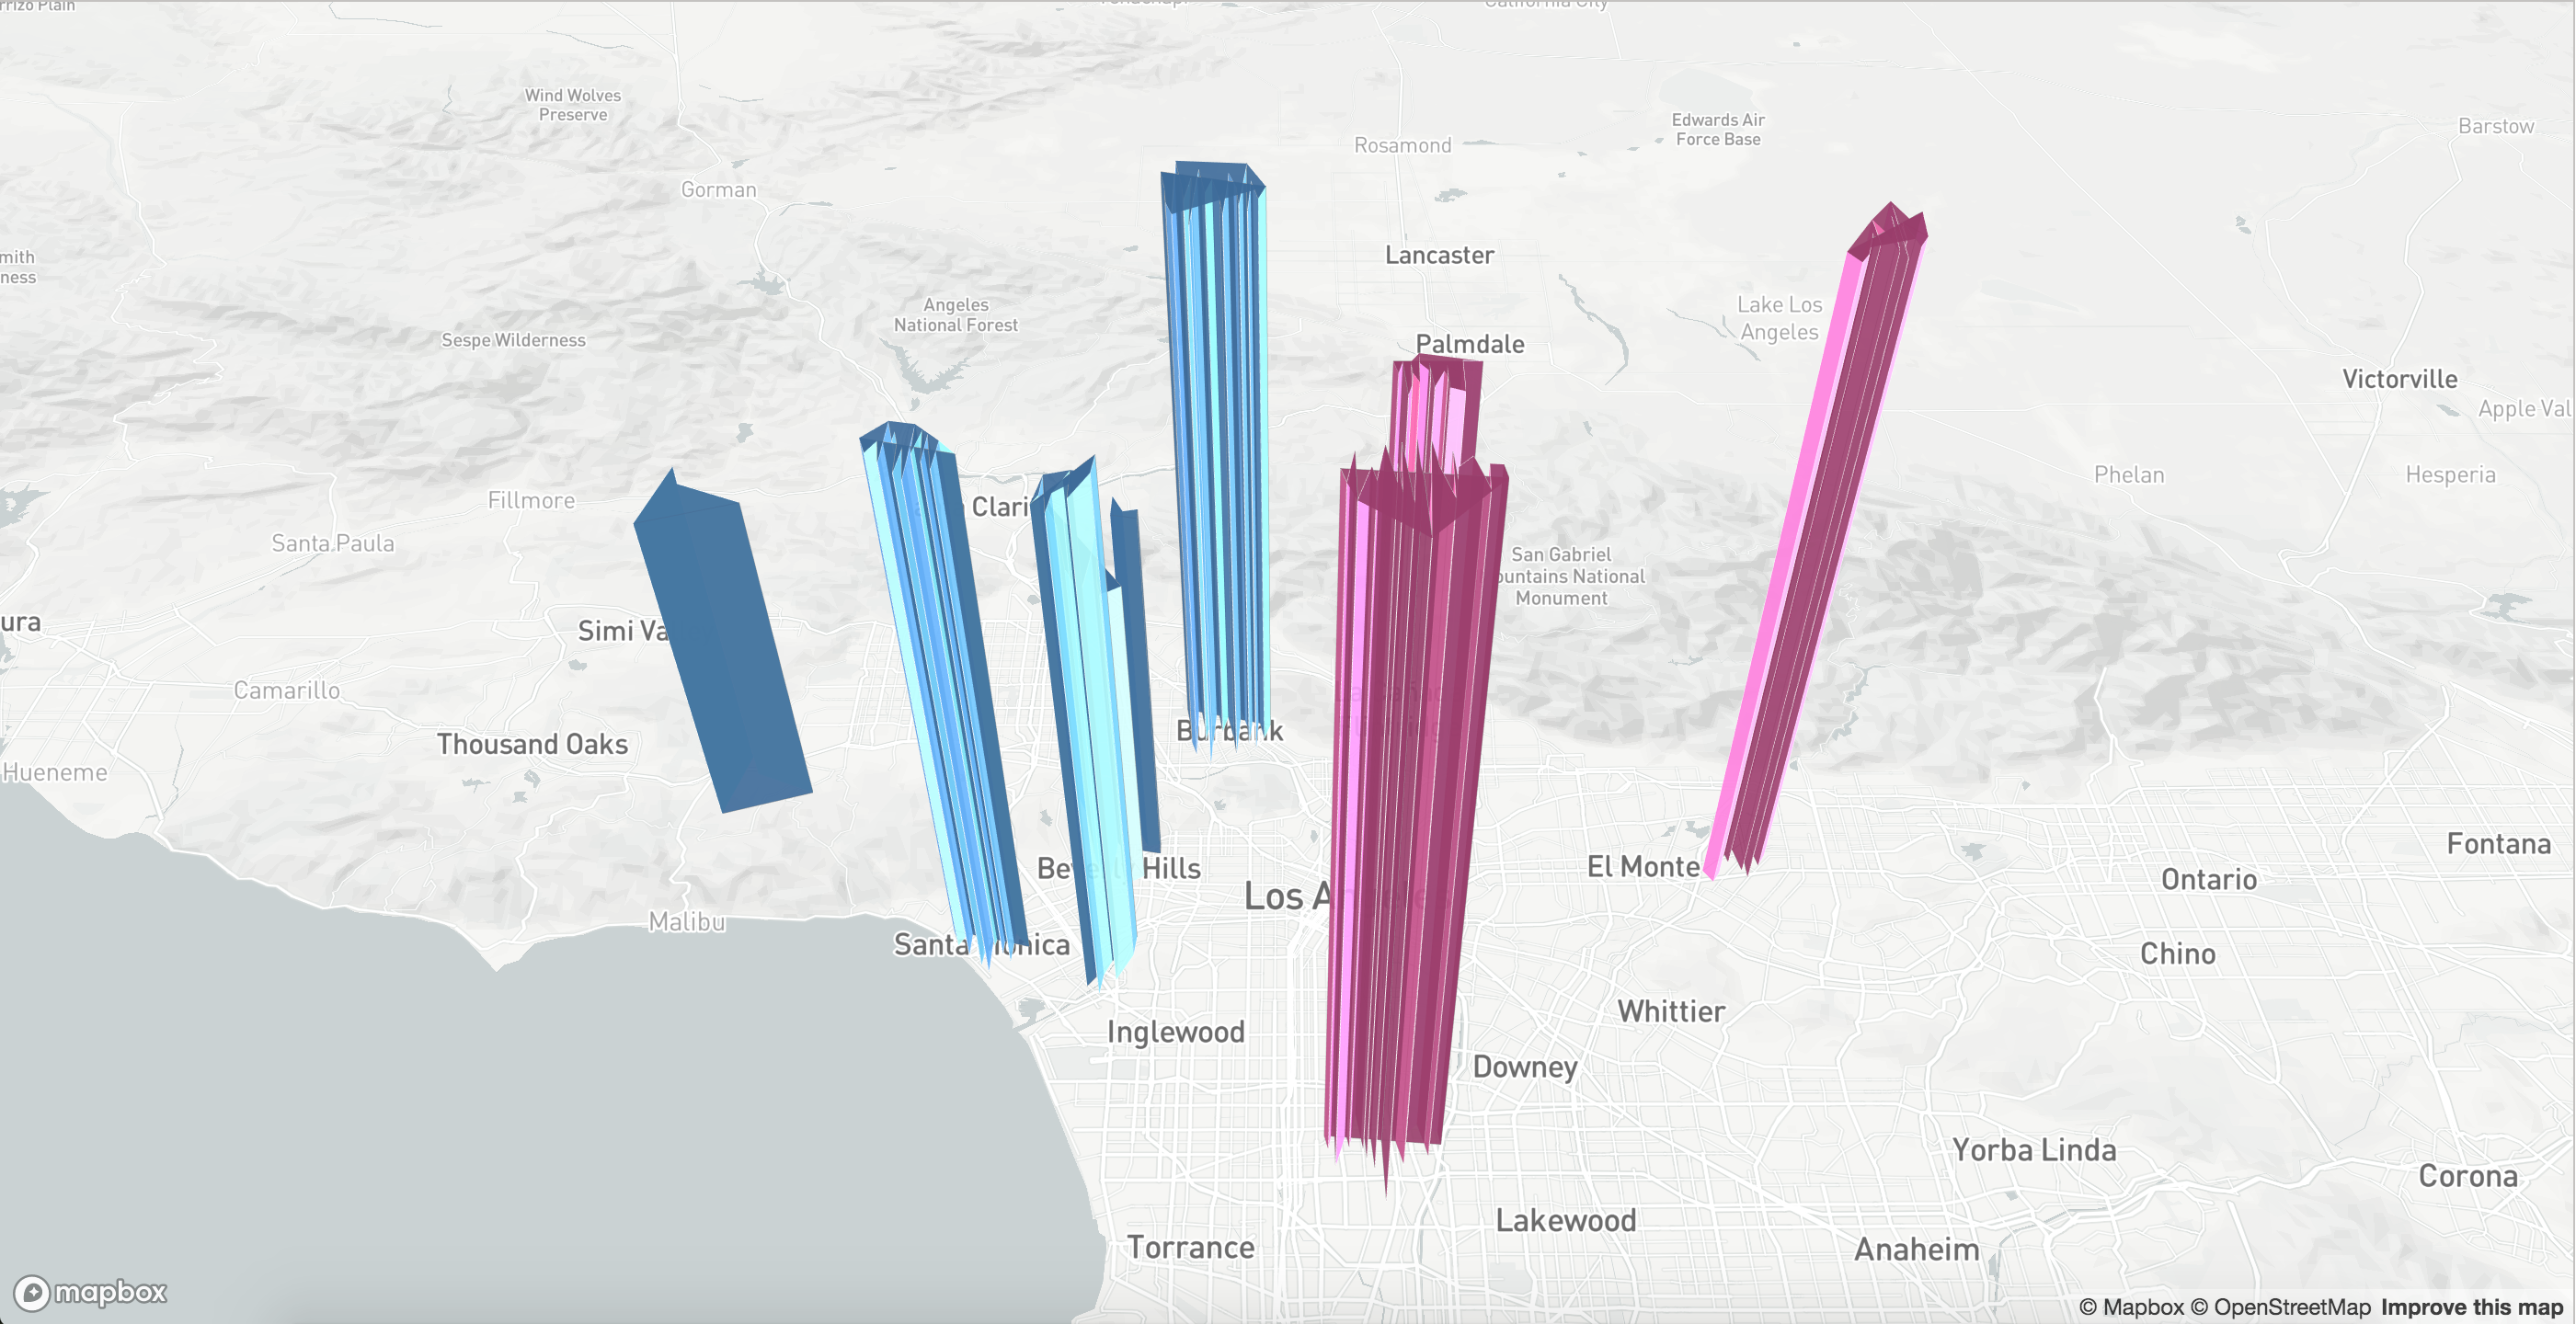 rrizo Plain
California City
Wind Wolves
Preserve
Edwards Air
Force Base
Barstow
Rosamond
Gorman
Lancaster
mith
ness
Angeles
National Forest
Lake Los
Angeles
Sespe Wilderness
Palmdale
Victorville
Apple Val
Phelan
Hesperia
Fillmore
Clari
Santa Paula
San Gabriel
ountains National
Monument
ura
Simi Va
Camarillo
Burbank
Thousand Oaks
Hueneme
Fontana
El Monte
Beverly Hills
Ontario
Los Angeles
Malibu
Santa Monica
Chino
Whittier
Inglewood
Downey
Yorba Linda
Corona
Lakewood
Torrance
Anaheim
mapbox
© Mapbox © OpenStreetMap Improve this map